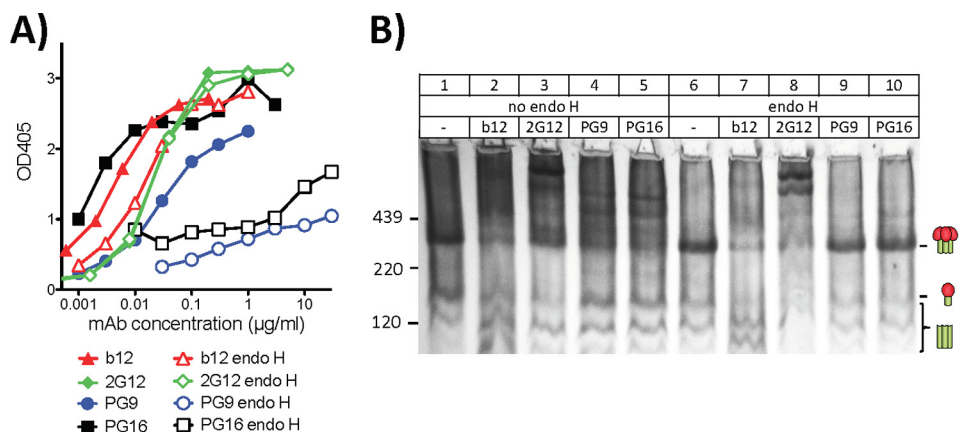 A)
OD405
3
2
1
0
0.001 0.01 0.1 1 10
mAb concentration (µg/ml)
b12 b12 endo H
2G12 2G12 endo H
PG9 PG9 endo H
PG16 PG16 endo H
B)
1 2 3 4 5 6 7 8 9 10
no endo H endo H
- b12 2G12 PG9 PG16 - b12 2G12 PG9 PG16
439
220
120